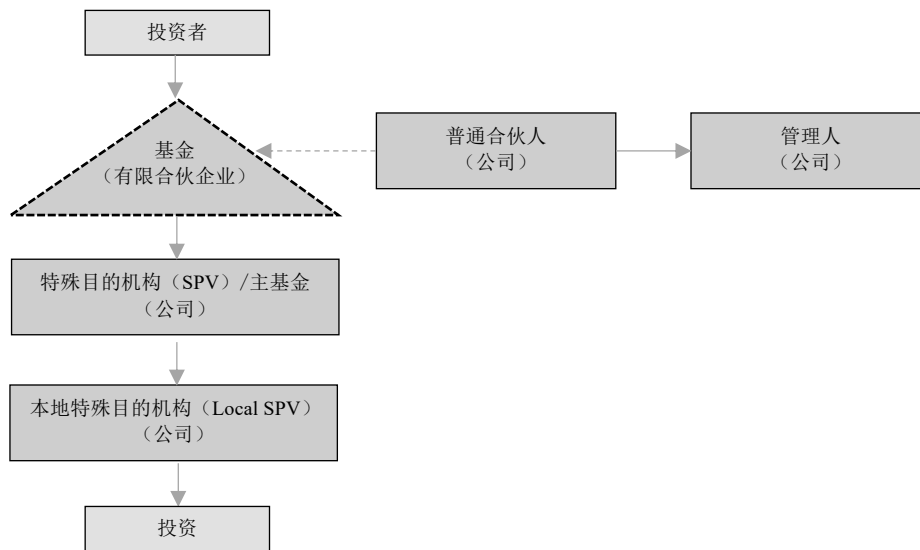 投资者
基金
（有限合伙企业）
普通合伙人
（公司）
管理人
（公司）
特殊目的机构（SPV）/主基金
（公司）
本地特殊目的机构（Local SPV）
（公司）
投资